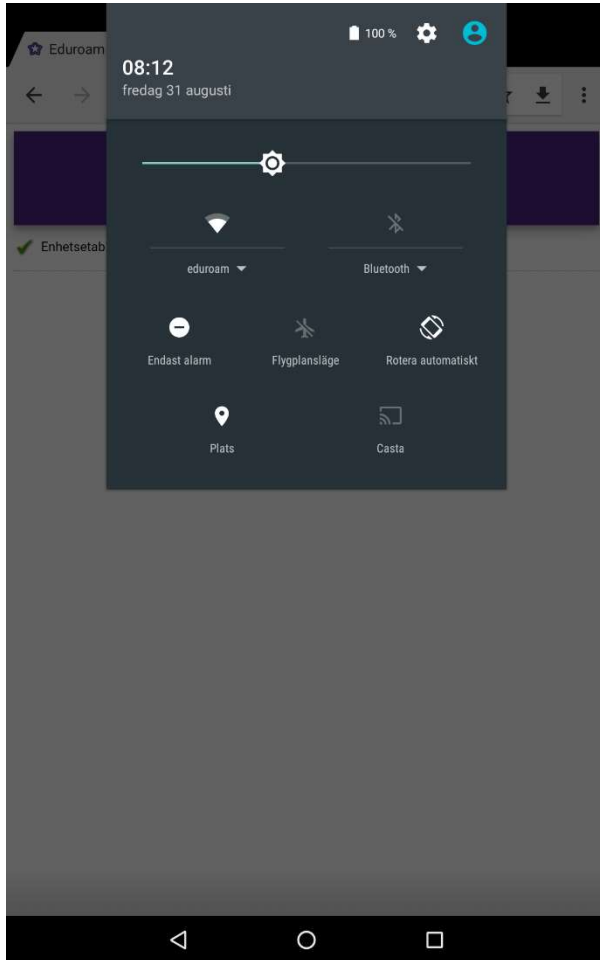 Eduroam
100 %
08:12
fredag 31 augusti
Enhetsetab
eduroam
Bluetooth
Endast alarm
Flygplansläge
Rotera automatiskt
Plats
Casta